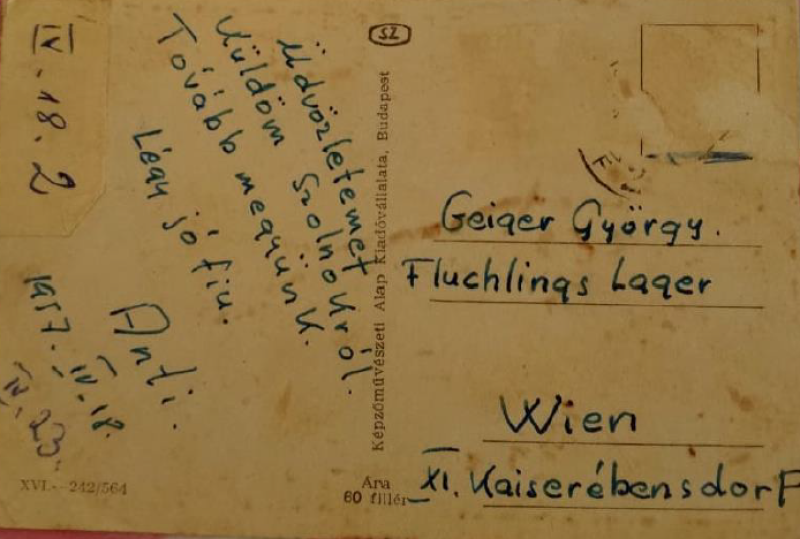 IV. 18. 2
Üdvözletemet
Küldöm Szolnokról.
Tovább megyünk.
Légy jó fiú.
Anti.
1957. IV. 18.
IV. 23.
XVI.—242/564
SZ
Képzőművészeti Alap Kiadóvállalata, Budapest
Ára
60 fillér
Geiger György.
Fluchlings Lager
Wien
XI. Kaiserébensdorf